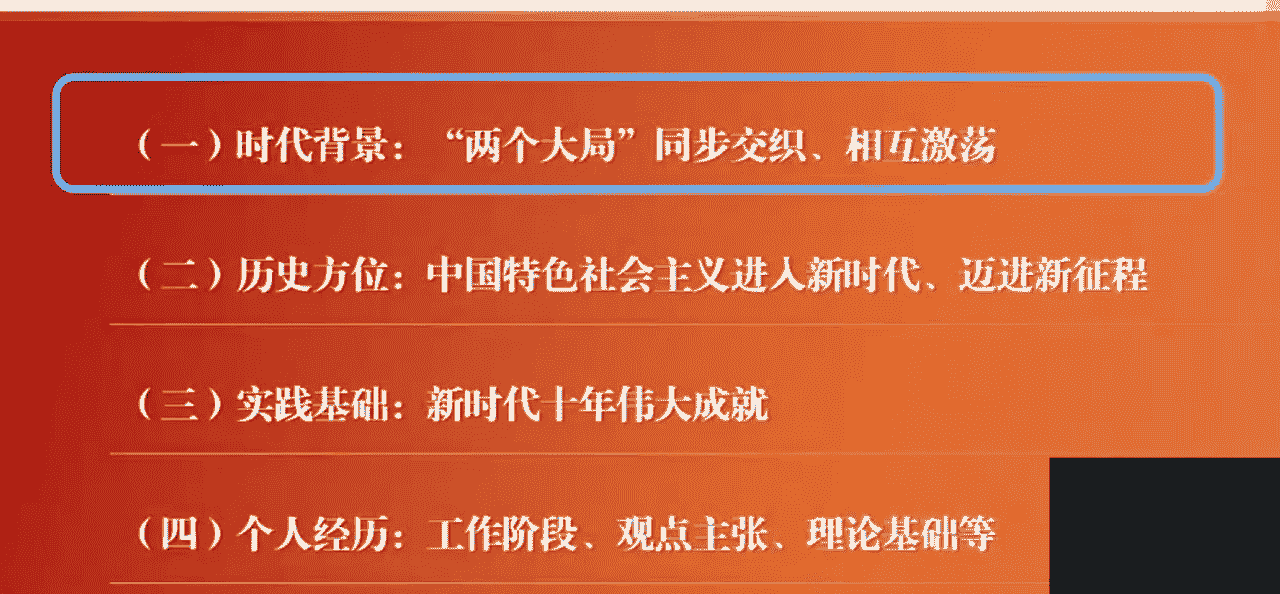 （一）时代背景：“两个大局”同步交织、相互激荡
（二）历史方位：中国特色社会主义进入新时代、迈进新征程
（三）实践基础：新时代十年伟大成就
（四）个人经历：工作阶段、观点主张、理论基础等